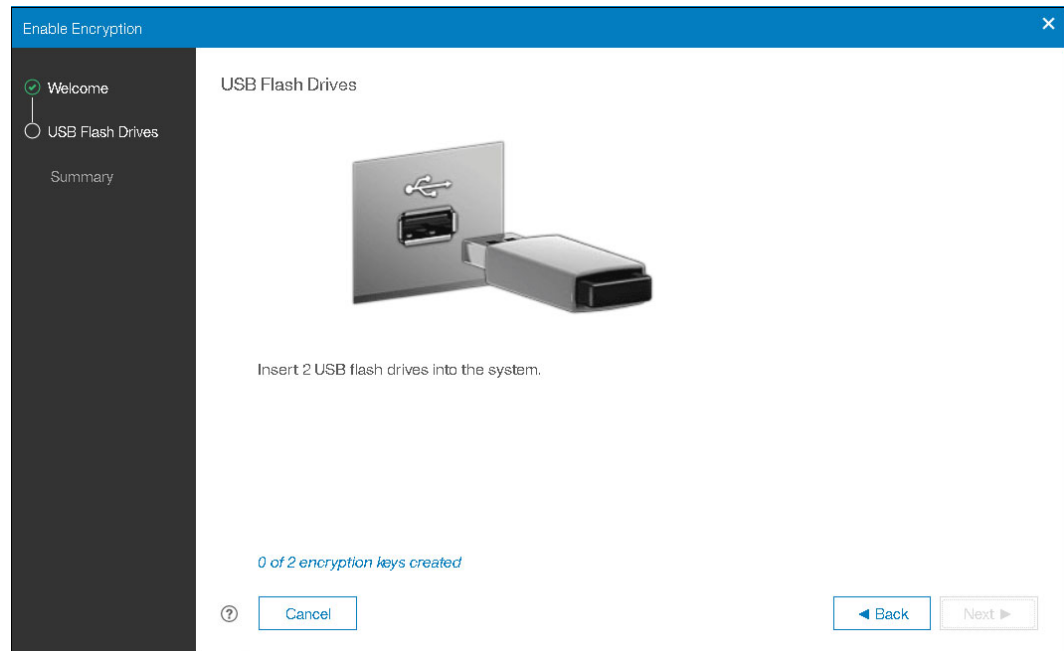 Enable Encryption
Welcome
USB Flash Drives
Summary
USB Flash Drives
Insert 2 USB flash drives into the system.
0 of 2 encryption keys created
? Cancel ◄ Back Next ►